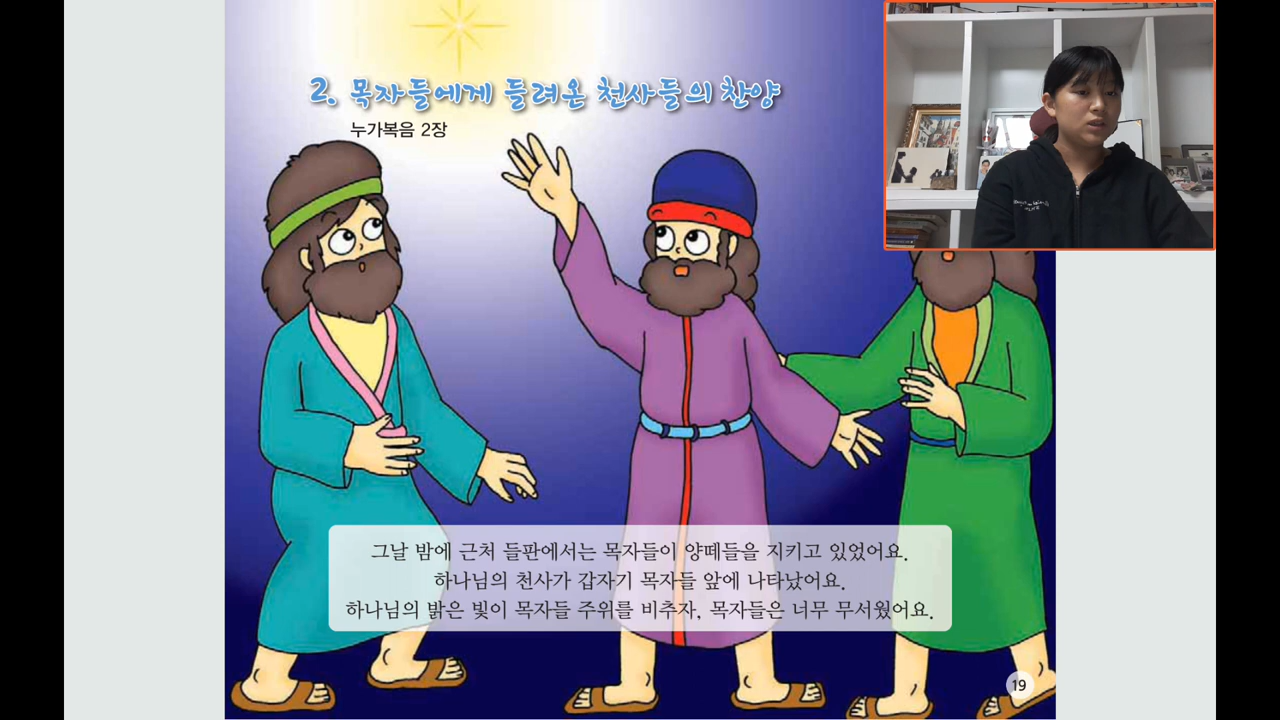 2. 목자들에게 들려온 천사들의 찬양
누가복음 2장
그날 밤에 근처 들판에서는 목자들이 양떼들을 지키고 있었어요.
하나님의 천사가 갑자기 목자들 앞에 나타났어요.
하나님의 밝은 빛이 목자들 주위를 비추자, 목자들은 너무 무서웠어요.
19